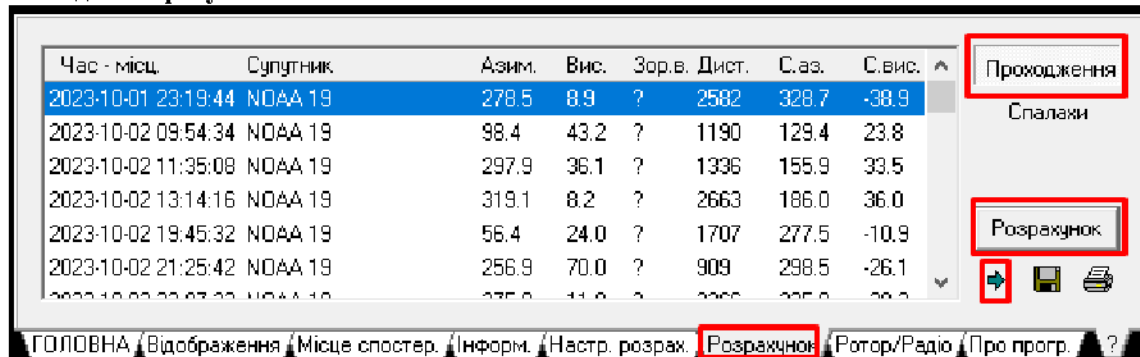 Час - місц. Супутник Азим. Вис. Зор.в. Дист. С.аз. С.вис.
2023-10-01 23:19:44 NOAA 19 278.5 8.9 ? 2582 328.7 -38.9
2023-10-02 09:54:34 NOAA 19 98.4 43.2 ? 1190 129.4 23.8
2023-10-02 11:35:08 NOAA 19 297.9 36.1 ? 1336 155.9 33.5
2023-10-02 13:14:16 NOAA 19 319.1 8.2 ? 2663 186.0 36.0
2023-10-02 19:45:32 NOAA 19 56.4 24.0 ? 1707 277.5 -10.9
2023-10-02 21:25:42 NOAA 19 256.9 70.0 ? 909 298.5 -26.1
Проходження
Спалахи
Розрахунок
ГОЛОВНА Відображення Місце спостер. Інформ. Настр. розрах. Розрахунок Ротор/Радіо Про прогр. ?